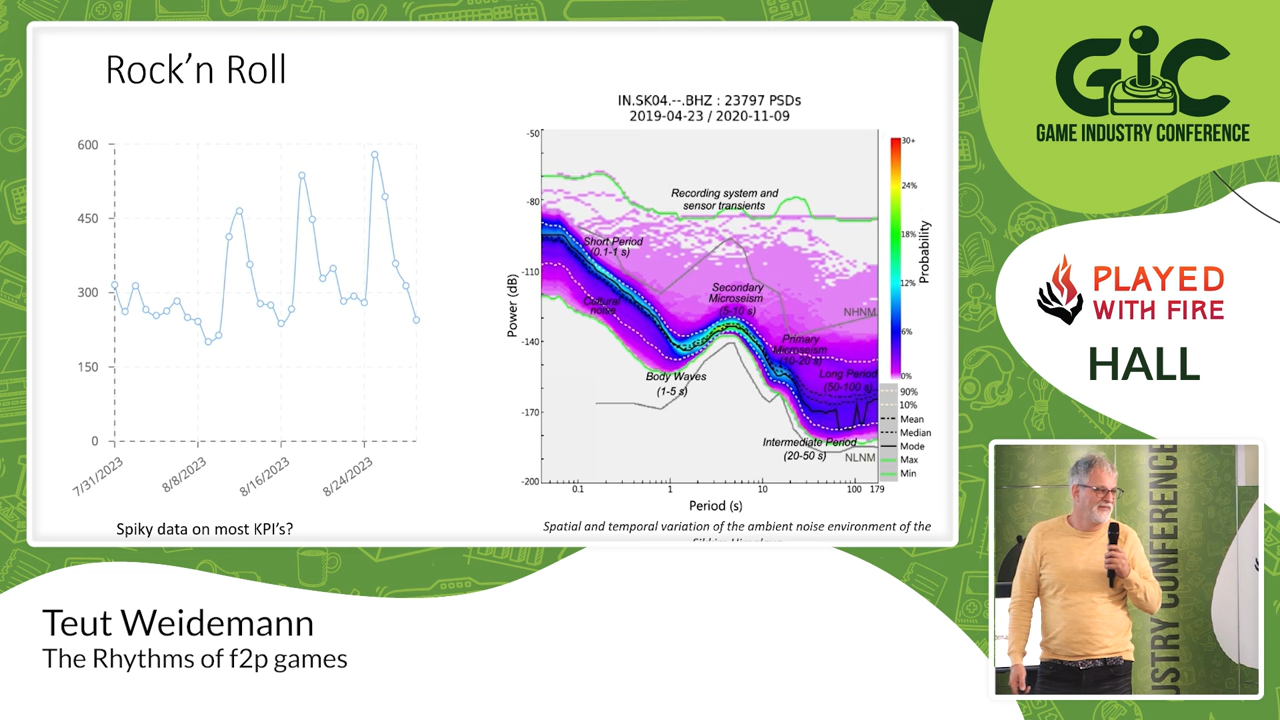 Rock'n Roll
600
450
300
150
0
7/31/2023
8/8/2023
8/16/2023
8/24/2023
Spiky data on most KPI's?
IN.SK04.--.BHZ : 23797 PSDs
2019-04-23 / 2020-11-09
-50
-80
-110
-140
-170
-200
Power (dB)
0.1
1
10
100
179
Period (s)
Recording system and
sensor transients
Short Period
(0.1-1 s)
Cultural
noise
Secondary
Microseism
(5-10 s)
NHNM
Primary
Microseism
(10-20 s)
Long Period
(50-100 s)
Body Waves
(1-5 s)
Intermediate Period
(20-50 s)
NLNM
30+
24%
18%
12%
6%
0%
Probability
90%
10%
Mean
Median
Mode
Max
Min
Spatial and temporal variation of the ambient noise environment of the
GIC
GAME INDUSTRY CONFERENCE
PLAYED
WITH FIRE
HALL
USTRY CONFERENCE
Teut Weidemann
The Rhythms of f2p games